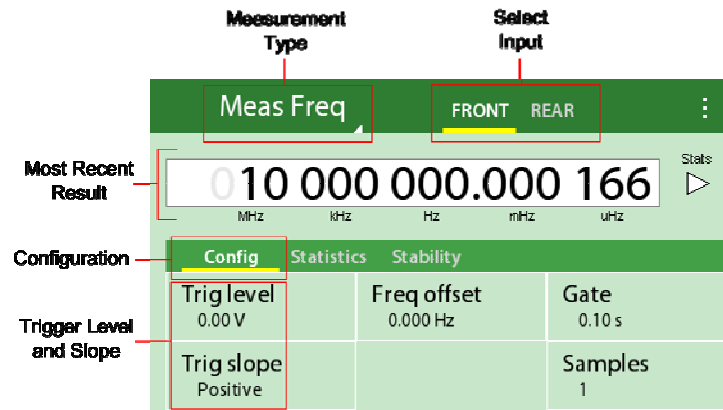 Measurement
Type
Select
Input
Meas Freq
FRONT REAR
Most Recent
Result
010 000 000.000 166
MHz kHz Hz mHz uHz
Stats
Configuration
Config Statistics Stability
Trigger Level
and Slope
Trig level
0.00 V
Freq offset
0.000 Hz
Gate
0.10 s
Trig slope
Positive
Samples
1